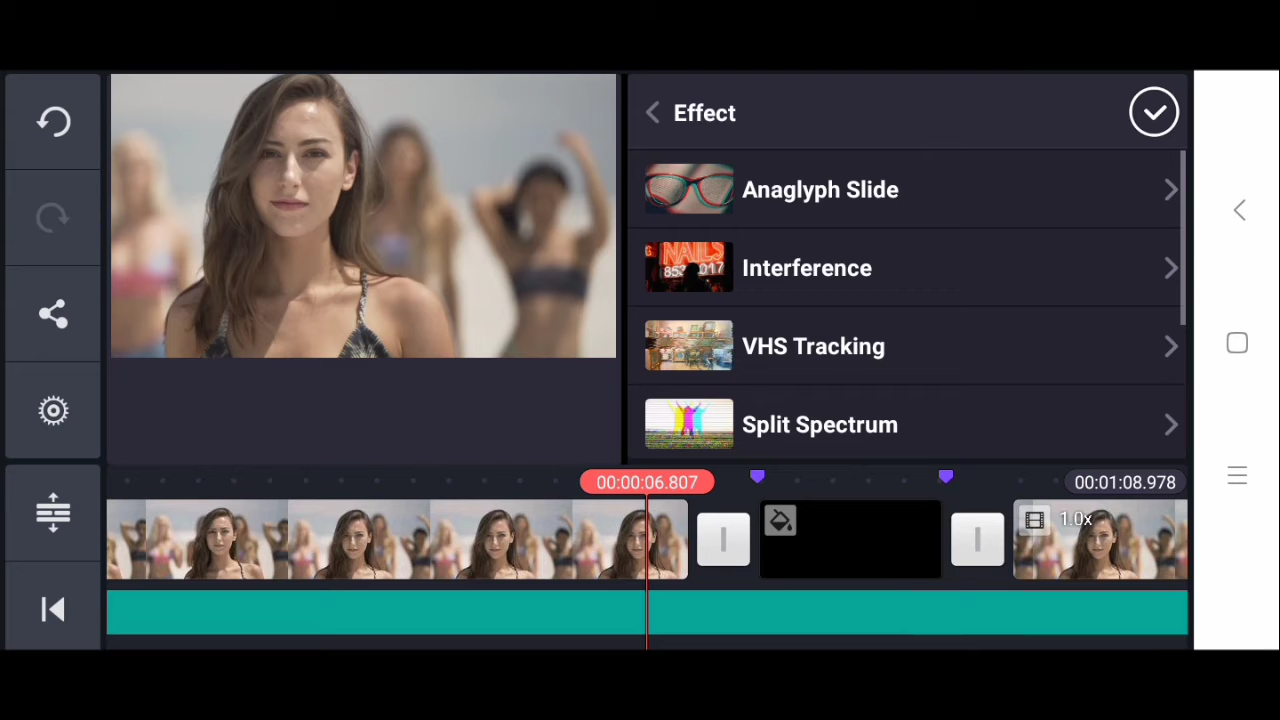 Effect
Anaglyph Slide
NAILS
Interference
VHS Tracking
Split Spectrum
00:00:06.807
00:01:08.978
1.0x